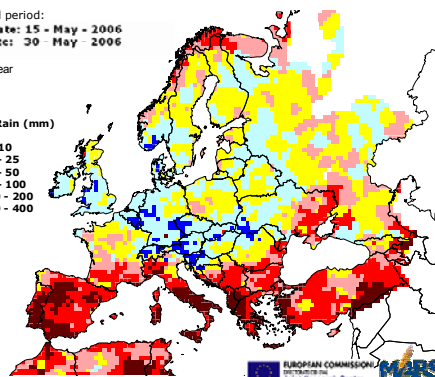 d period:
ate: 15 - May - 2006
te: 30 - May - 2006
ear
Rain (mm)
10
- 25
- 50
- 100
- 200
- 400
EUROPEAN COMMISSION
MARS